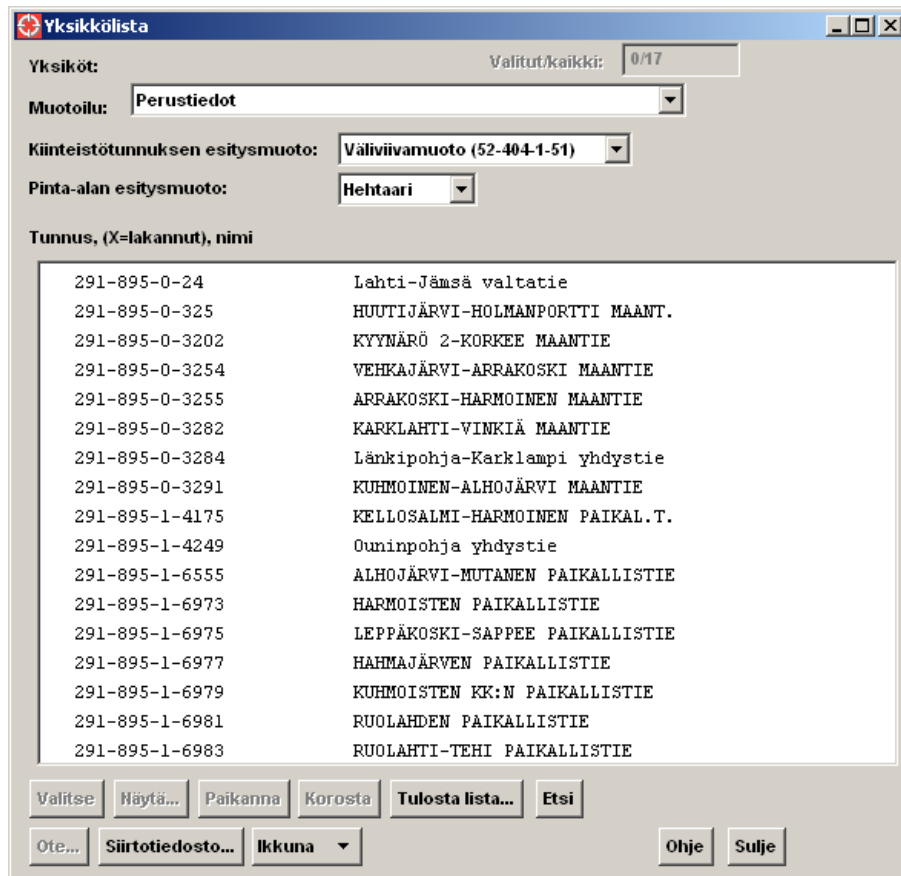 Yksikkölista
Yksiköt: Valitut/kaikki: 0/17
Muotoilu: Perustiedot
Kiinteistötunnuksen esitysmuoto: Väliviivamuoto (52-404-1-51)
Pinta-alan esitysmuoto: Hehtaari
Tunnus, (X=lakannut), nimi
291-895-0-24 Lahti-Jämsä valtatie
291-895-0-325 HUUTIJÄRVI-HOLMANPORTTI MAANT.
291-895-0-3202 KYYNÄRÖ 2-KORKEE MAANTIE
291-895-0-3254 VEHKAJÄRVI-ARRAKOSKI MAANTIE
291-895-0-3255 ARRAKOSKI-HARMOINEN MAANTIE
291-895-0-3282 KARKLAHTI-VINKIÄ MAANTIE
291-895-0-3284 Länkipohja-Karklampi yhdystie
291-895-0-3291 KUHMOINEN-ALHOJÄRVI MAANTIE
291-895-1-4175 KELLOSALMI-HARMOINEN PAIKAL.T.
291-895-1-4249 Ouninpohja yhdystie
291-895-1-6555 ALHOJÄRVI-MUTANEN PAIKALLISTIE
291-895-1-6973 HARMOISTEN PAIKALLISTIE
291-895-1-6975 LEPPÄKOSKI-SAPPEE PAIKALLISTIE
291-895-1-6977 HAHMAJÄRVEN PAIKALLISTIE
291-895-1-6979 KUHMOISTEN KK:N PAIKALLISTIE
291-895-1-6981 RUOLAHDEN PAIKALLISTIE
291-895-1-6983 RUOLAHTI-TEHI PAIKALLISTIE
Valitse Näytä... Paikanna Korosta Tulosta lista... Etsi
Ote... Siirtotiedosto... Ikkuna Ohje Sulje